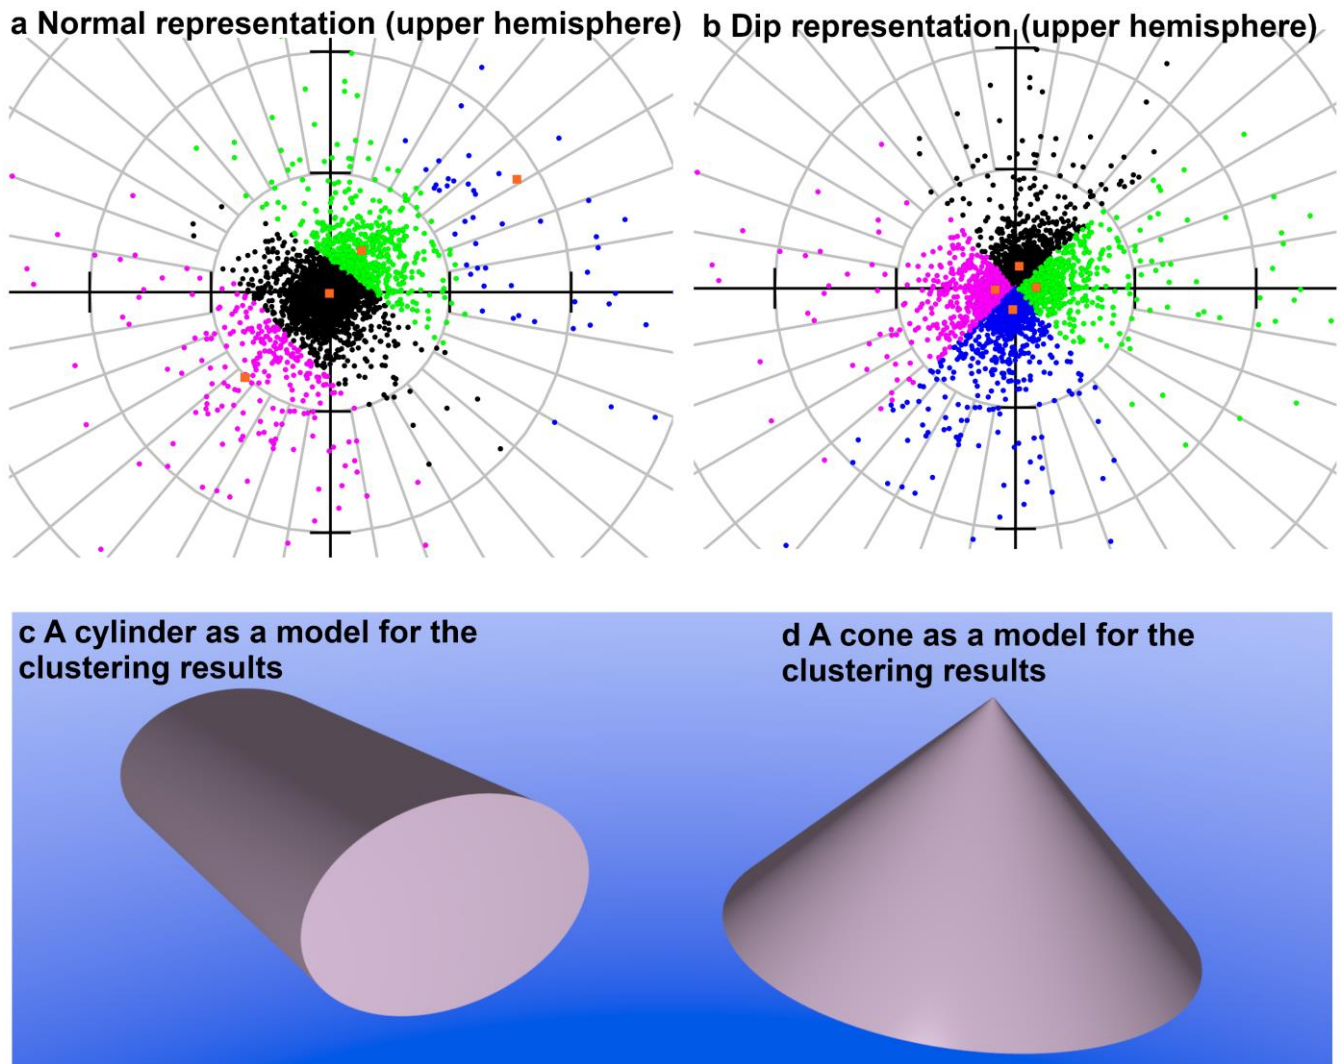 a Normal representation (upper hemisphere)
b Dip representation (upper hemisphere)
c A cylinder as a model for the
clustering results
d A cone as a model for the
clustering results